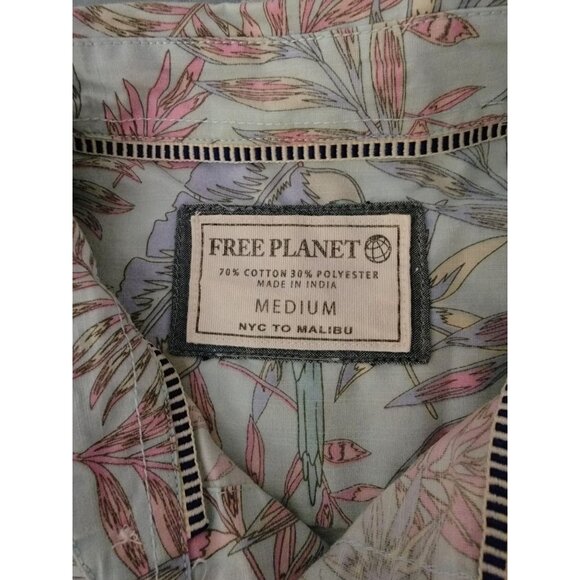 FREE PLANET
70% COTTON 30% POLYESTER
MADE IN INDIA
MEDIUM
NYC TO MALIBU